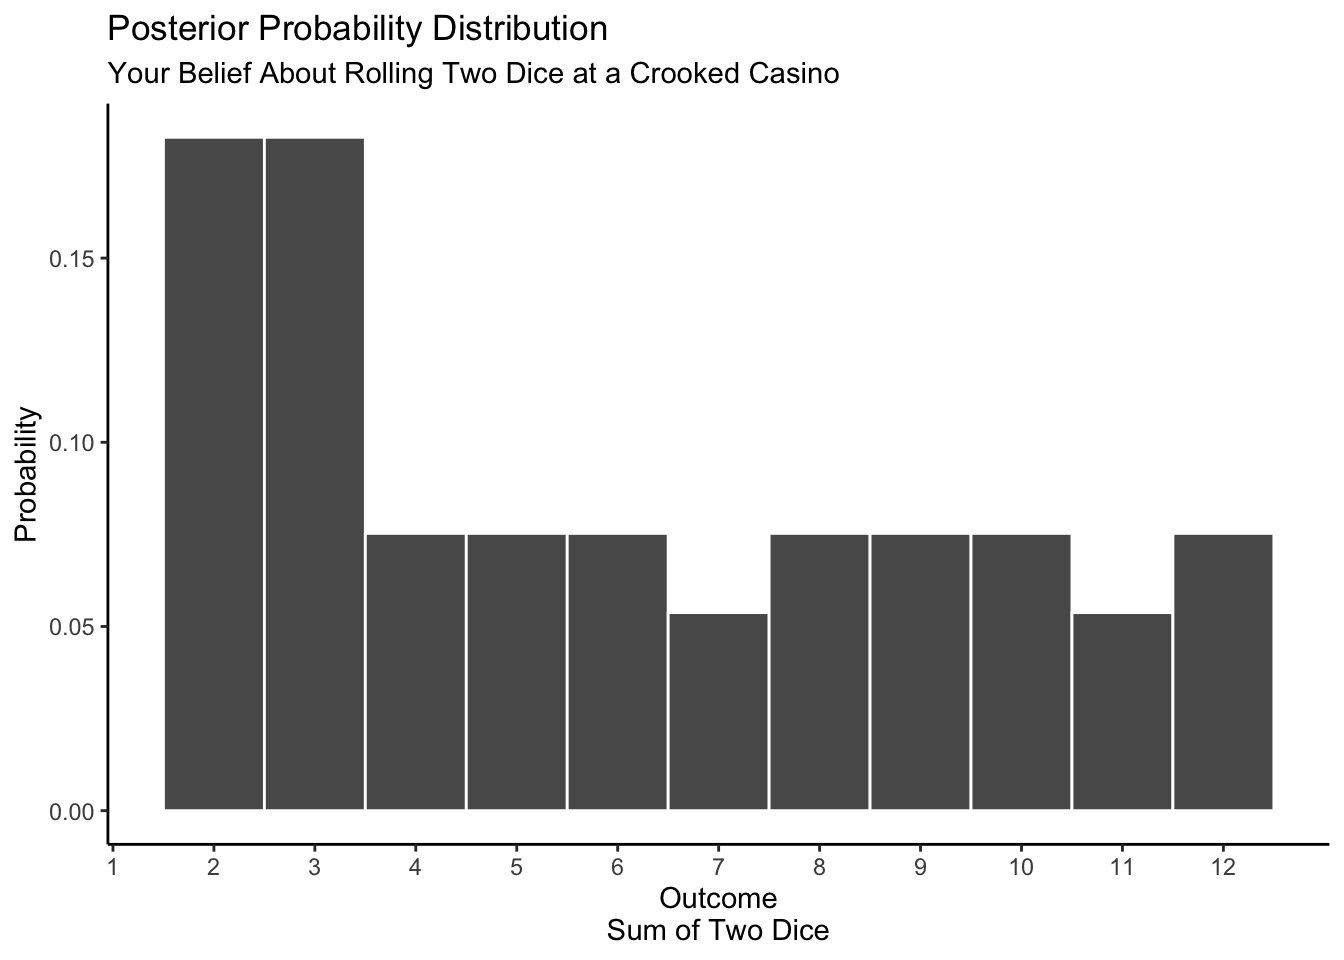 Posterior Probability Distribution
Your Belief About Rolling Two Dice at a Crooked Casino
Probability
0.15
0.10
0.05
0.00
1 2 3 4 5 6 7 8 9 10 11 12
Outcome
Sum of Two Dice